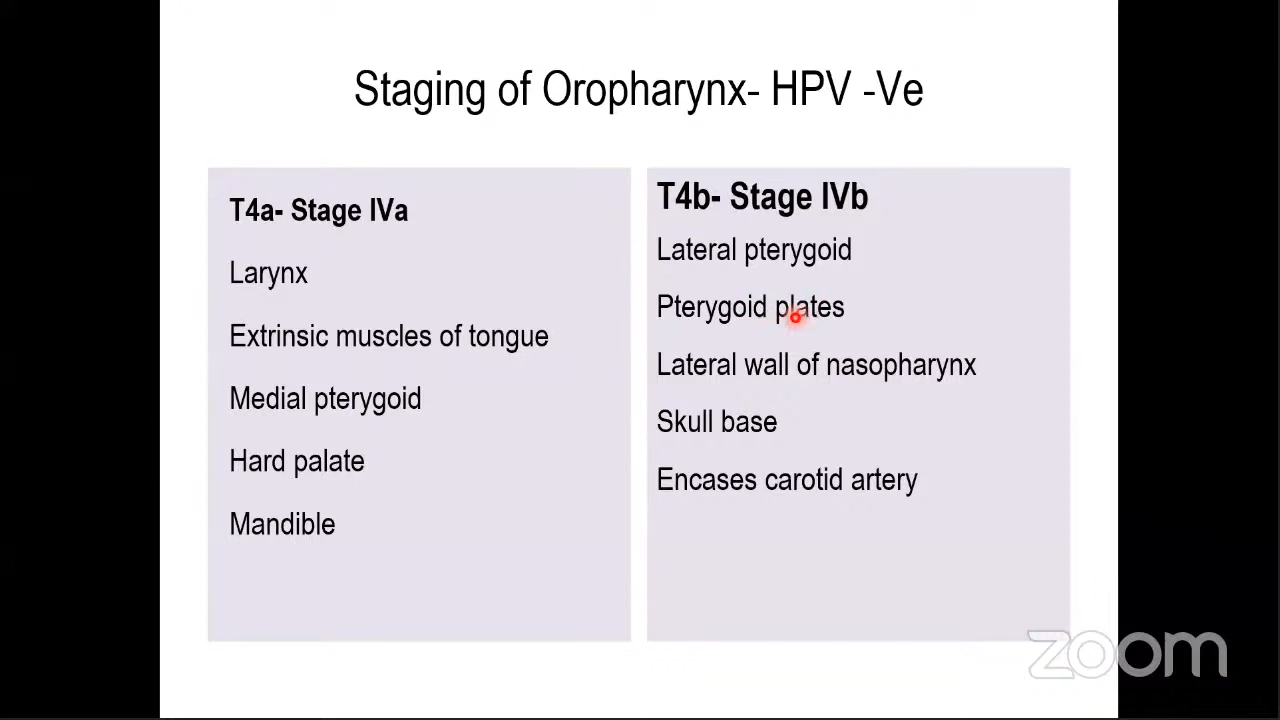 Staging of Oropharynx- HPV -Ve
T4a- Stage IVa
Larynx
Extrinsic muscles of tongue
Medial pterygoid
Hard palate
Mandible
T4b- Stage IVb
Lateral pterygoid
Pterygoid plates
Lateral wall of nasopharynx
Skull base
Encases carotid artery
zoom